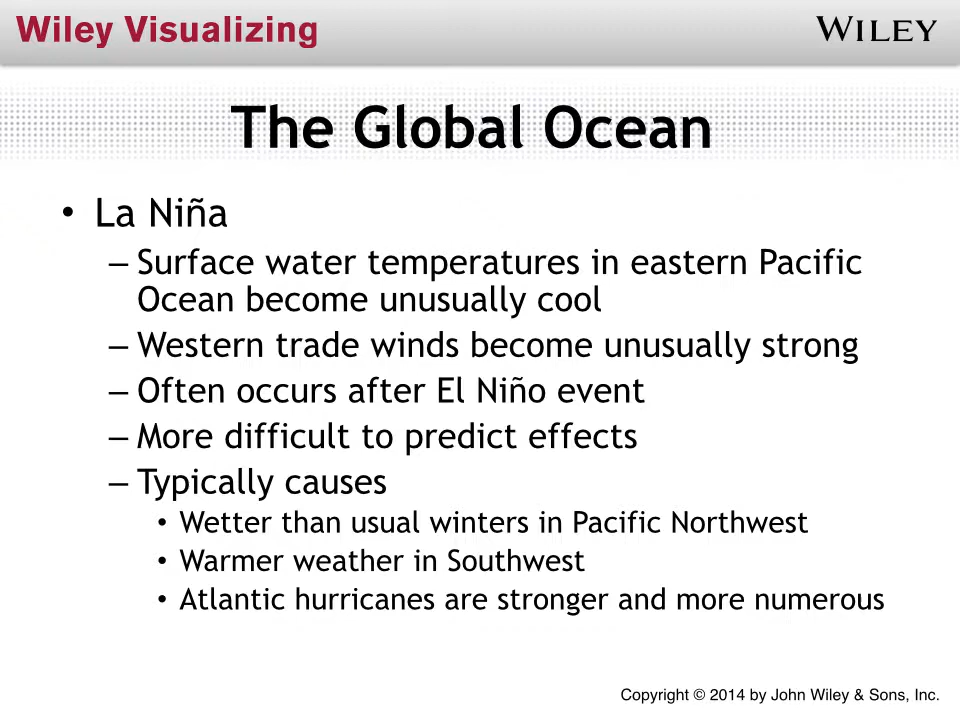 Wiley Visualizing
WILEY
The Global Ocean
• La Niña
– Surface water temperatures in eastern Pacific
Ocean become unusually cool
– Western trade winds become unusually strong
– Often occurs after El Niño event
– More difficult to predict effects
– Typically causes
• Wetter than usual winters in Pacific Northwest
• Warmer weather in Southwest
• Atlantic hurricanes are stronger and more numerous
Copyright © 2014 by John Wiley & Sons, Inc.